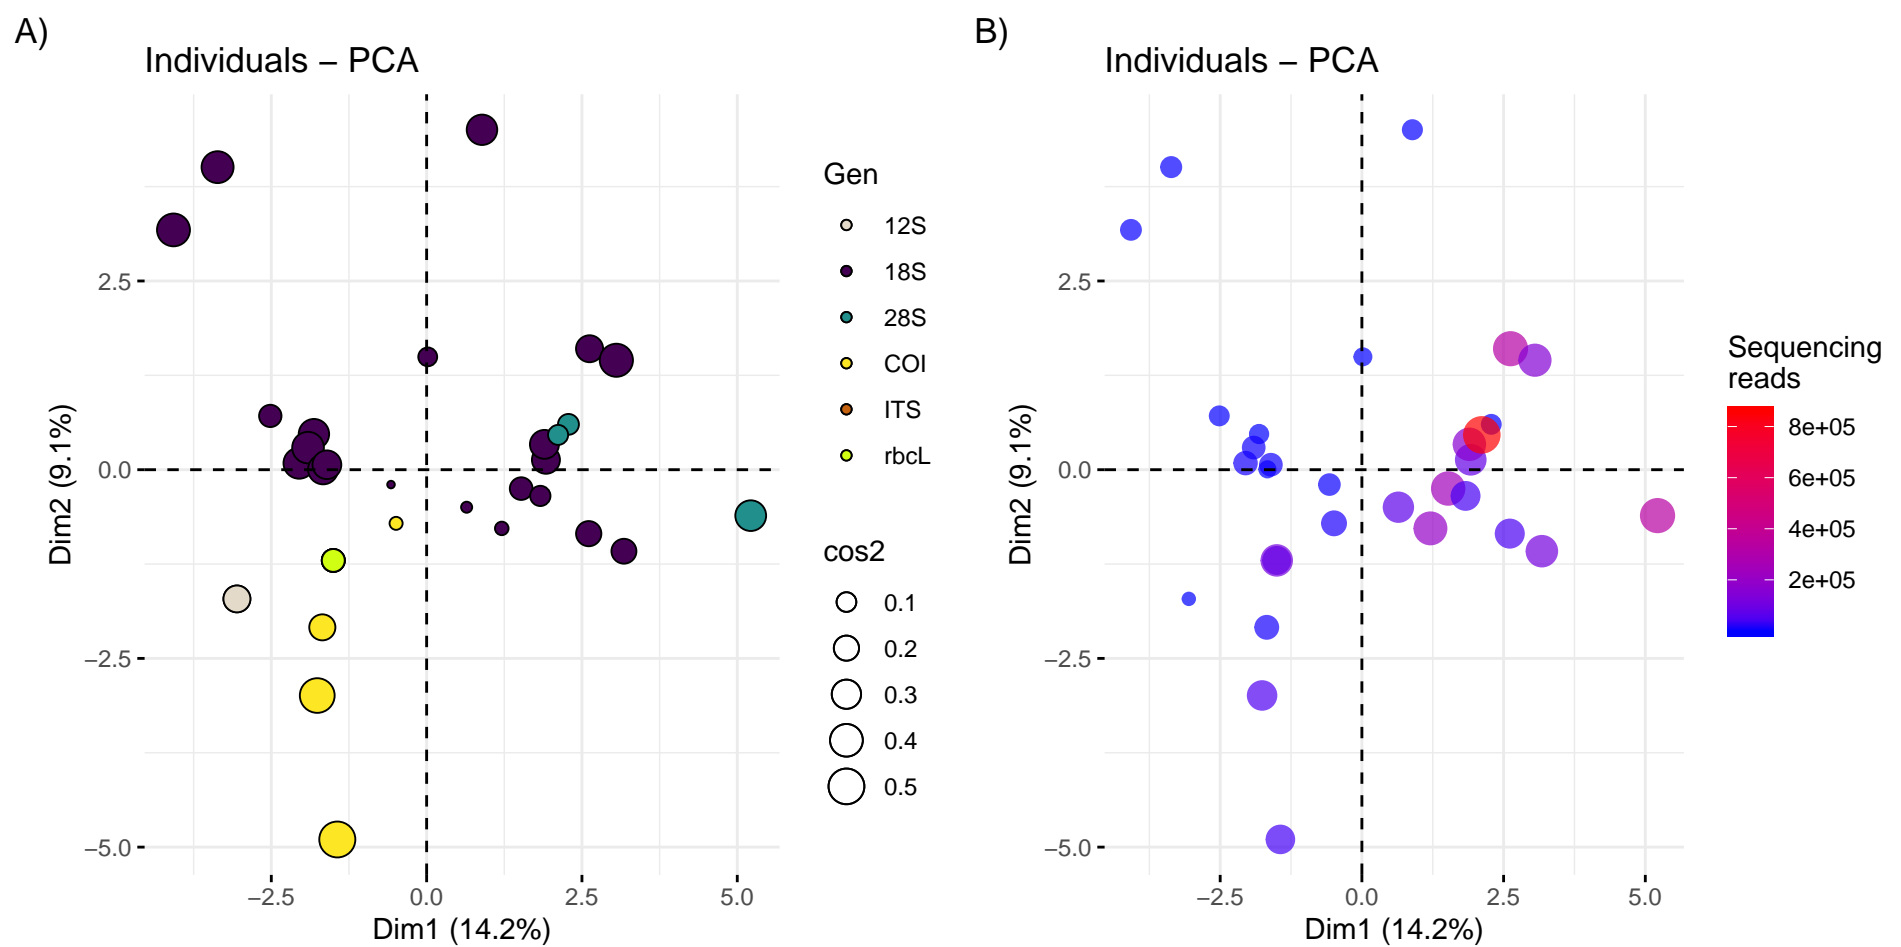 A)
Individuals – PCA
2.5
0.0
−2.5
−5.0
Dim2 (9.1%)
−2.5
0.0
2.5
5.0
Dim1 (14.2%)
Gen
12S
18S
28S
COI
ITS
rbcL
cos2
0.1
0.2
0.3
0.4
0.5
B)
Individuals – PCA
2.5
0.0
−2.5
−5.0
Dim2 (9.1%)
−2.5
0.0
2.5
5.0
Dim1 (14.2%)
Sequencing
reads
8e+05
6e+05
4e+05
2e+05